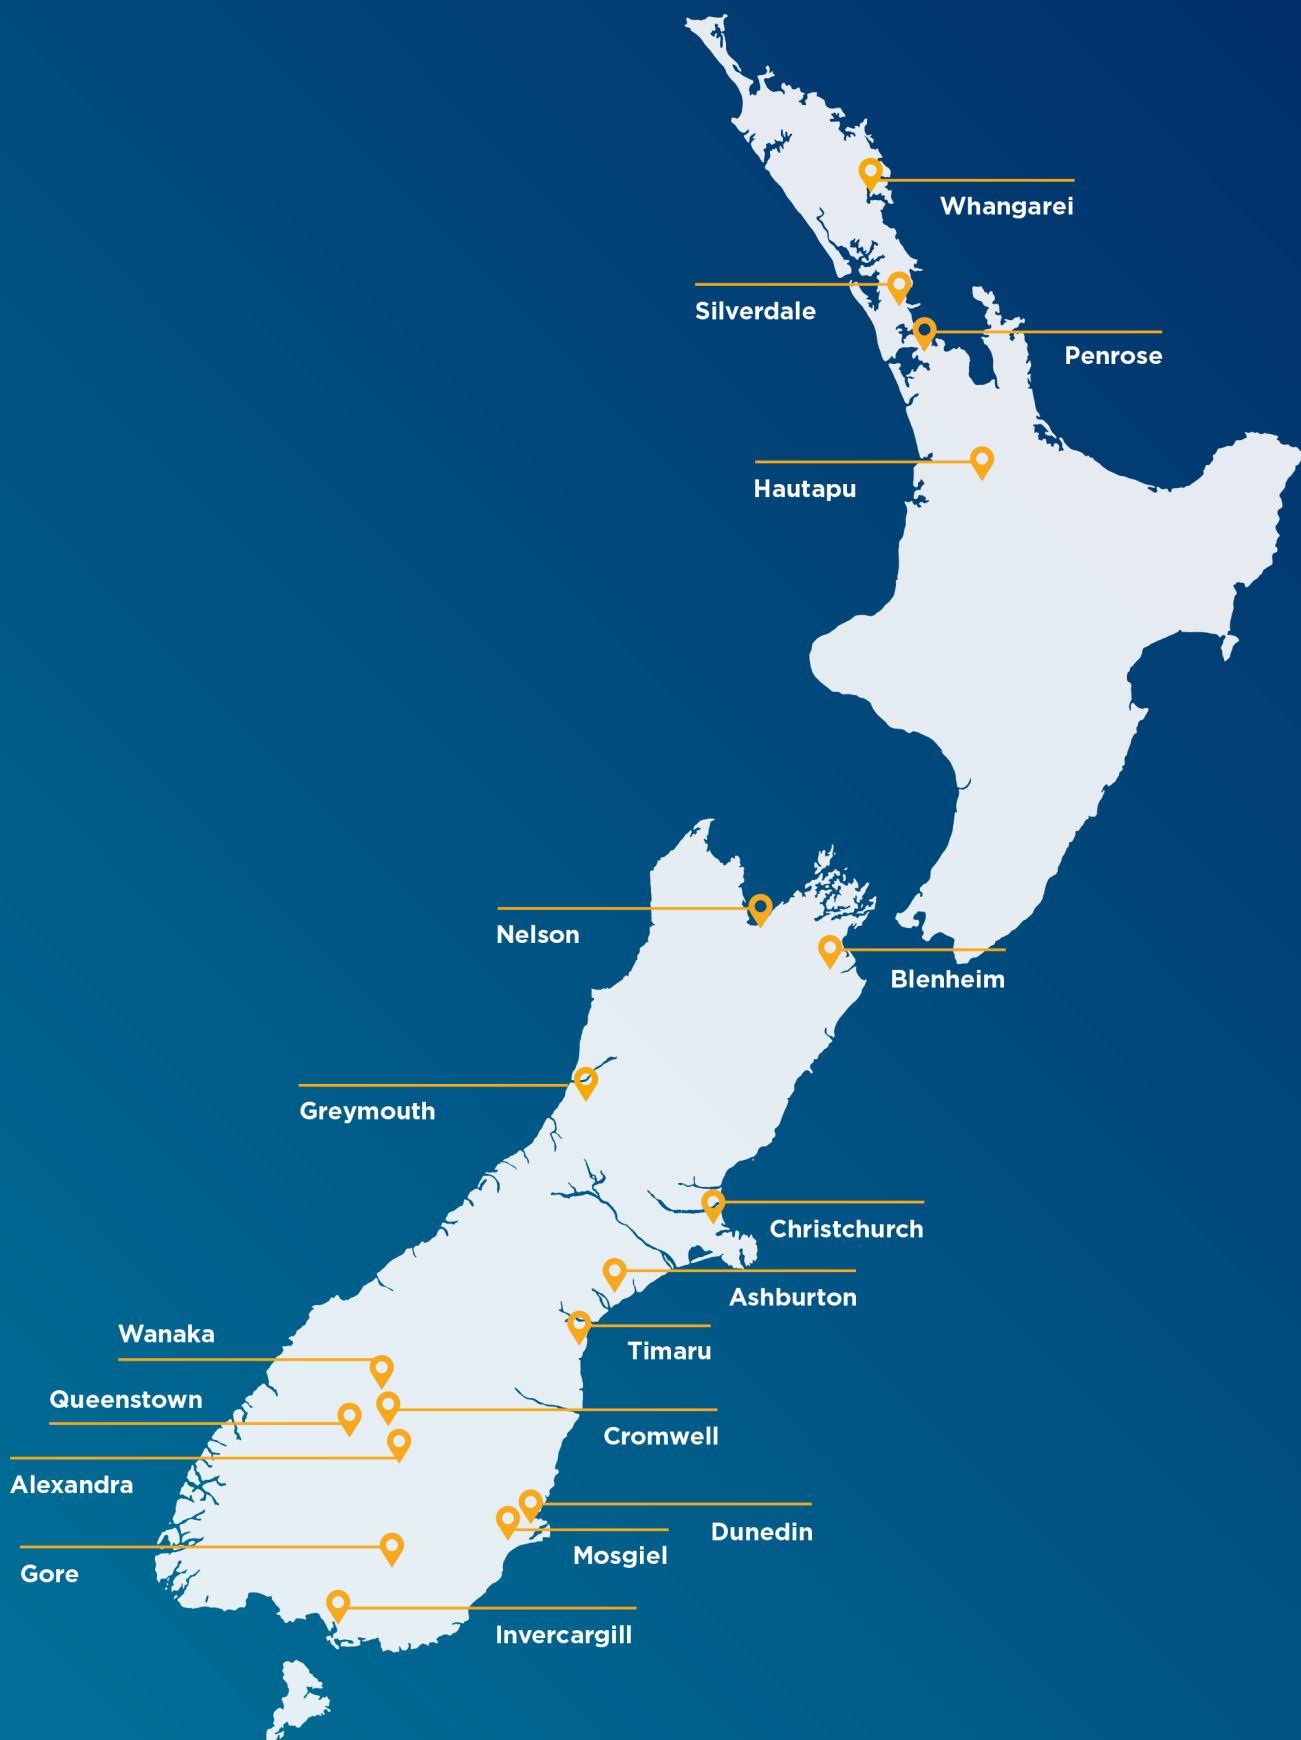 Whangarei
Silverdale
Penrose
Hautapu
Nelson
Blenheim
Greymouth
Christchurch
Ashburton
Wanaka
Timaru
Queenstown
Cromwell
Alexandra
Dunedin
Mosgiel
Gore
Invercargill